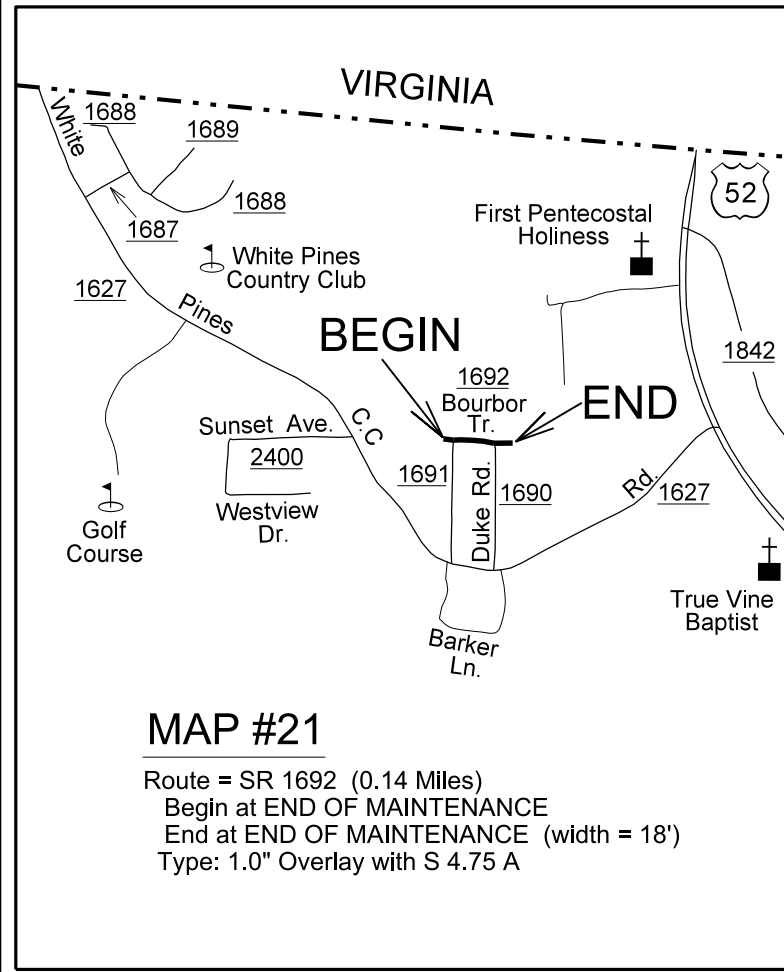 VIRGINIA
White
1688
1689
52
1688
First Pentecostal
Holiness
1687
White Pines
Country Club
1627
Pines
BEGIN
1842
1692
Bourbor
Tr.
END
Sunset Ave.
C.C
2400
1691
Duke Rd.
1690
Rd.
1627
Westview
Dr.
Golf
Course
True Vine
Baptist
Barker
Ln.
MAP #21
Route = SR 1692 (0.14 Miles)
Begin at END OF MAINTENANCE
End at END OF MAINTENANCE (width = 18')
Type: 1.0" Overlay with S 4.75 A